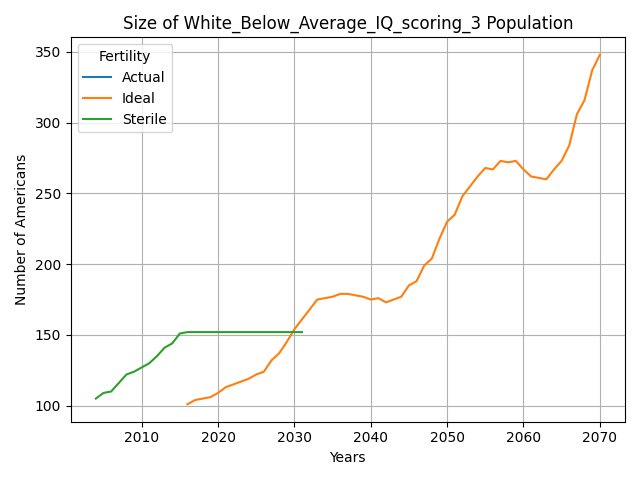 Size of White_Below_Average_IQ_scoring_3 Population
Fertility
Actual
Ideal
Sterile
Number of Americans
350
300
250
200
150
100
2010 2020 2030 2040 2050 2060 2070
Years